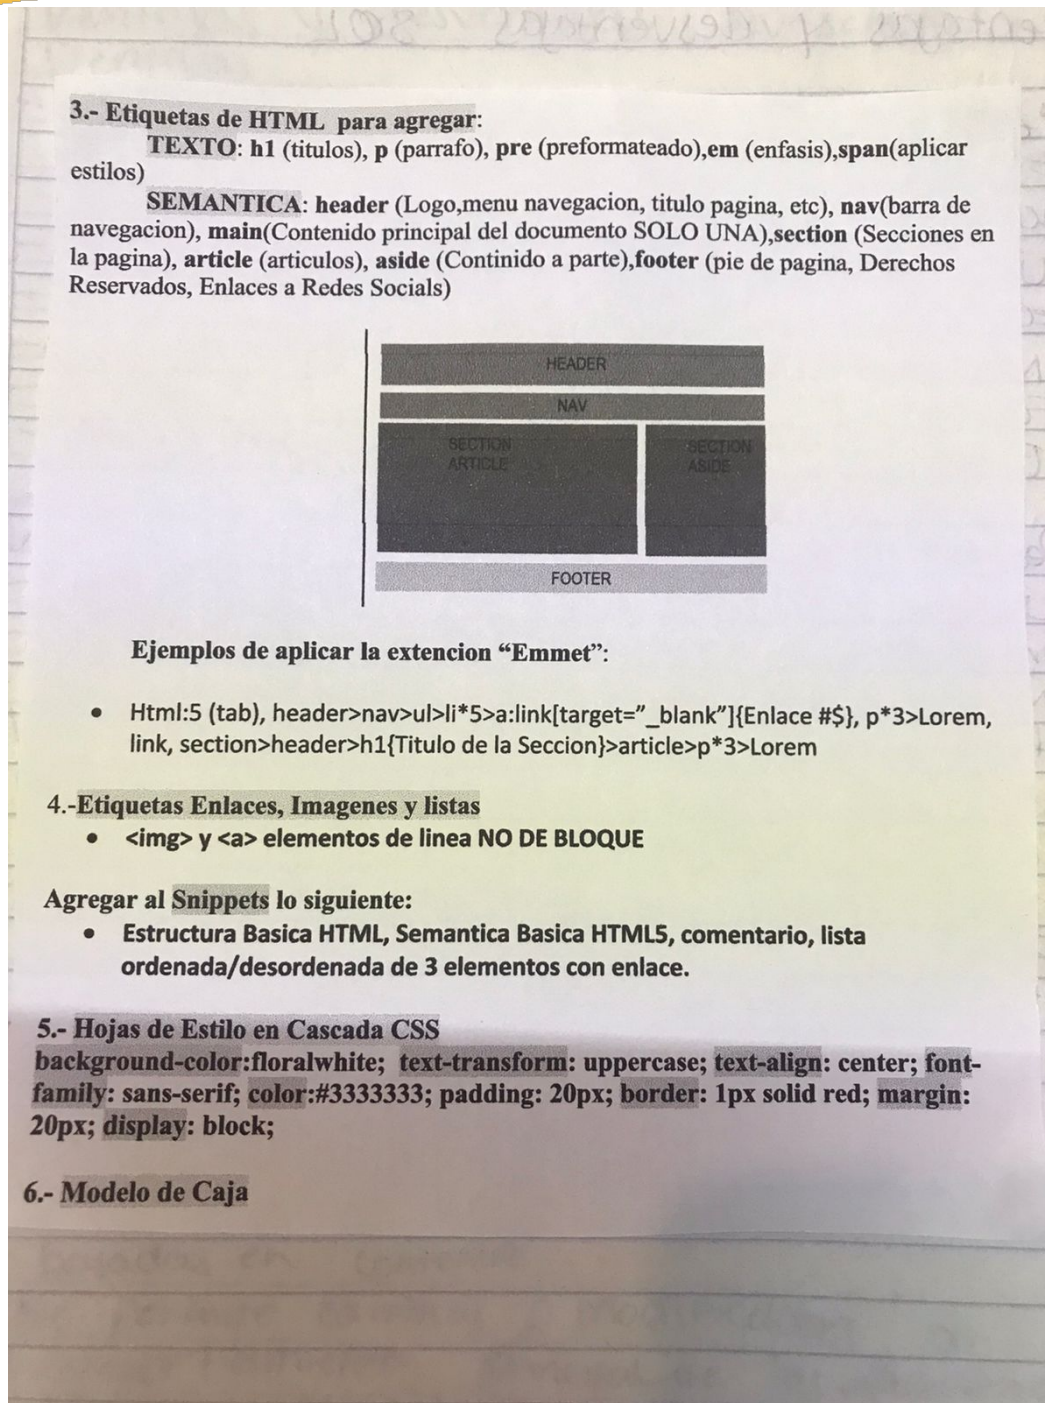 entajas y desventajas SQL
3.- Etiquetas de HTML para agregar:
TEXTO: h1 (titulos), p (parrafo), pre (preformateado),em (enfasis),span(aplicar
estilos)
SEMANTICA: header (Logo,menu navegacion, titulo pagina, etc), nav(barra de
navegacion), main(Contenido principal del documento SOLO UNA),section (Secciones en
la pagina), article (articulos), aside (Continido a parte),footer (pie de pagina, Derechos
Reservados, Enlaces a Redes Socials)
HEADER
NAV
SECTION
ARTICLE
SECTION
ASIDE
FOOTER
Ejemplos de aplicar la extencion “Emmet”:
• Html:5 (tab), header>nav>ul>li*5>a:link[target=”_blank”]{Enlace #$}, p*3>Lorem,
link, section>header>h1{Titulo de la Seccion}>article>p*3>Lorem
4.-Etiquetas Enlaces, Imagenes y listas
• <img> y <a> elementos de linea NO DE BLOQUE
Agregar al Snippets lo siguiente:
• Estructura Basica HTML, Semantica Basica HTML5, comentario, lista
ordenada/desordenada de 3 elementos con enlace.
5.- Hojas de Estilo en Cascada CSS
background-color:floralwhite; text-transform: uppercase; text-align: center; font-
family: sans-serif; color:#3333333; padding: 20px; border: 1px solid red; margin:
20px; display: block;
6.- Modelo de Caja